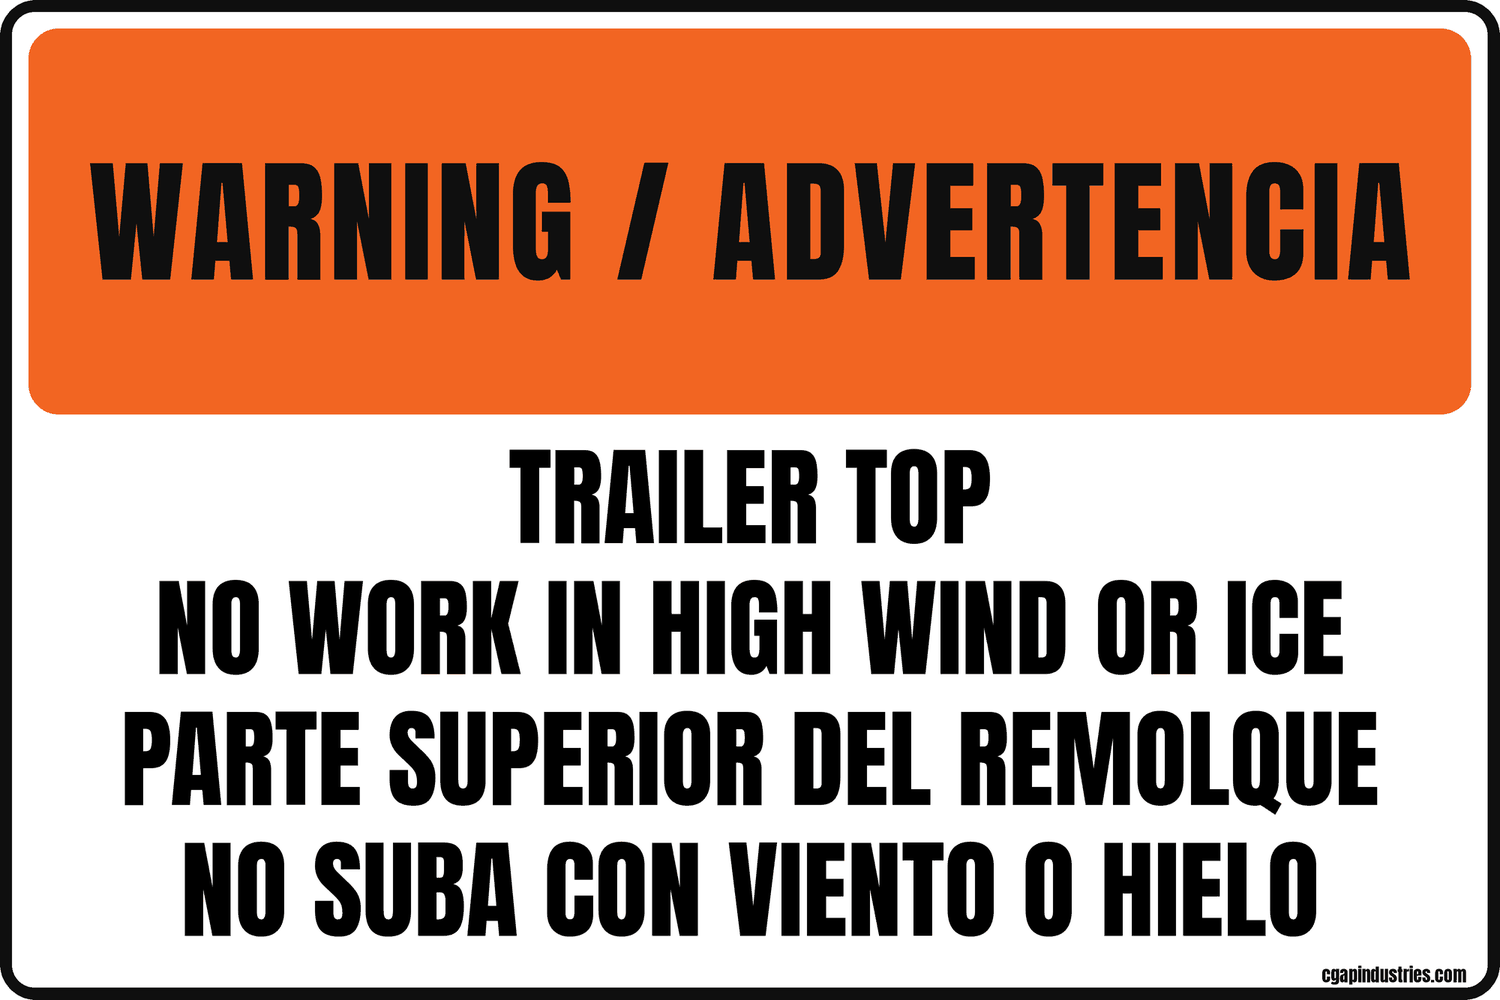 WARNING / ADVERTENCIA
TRAILER TOP
NO WORK IN HIGH WIND OR ICE
PARTE SUPERIOR DEL REMOLQUE
NO SUBA CON VIENTO O HIELO
cgapindustries.com